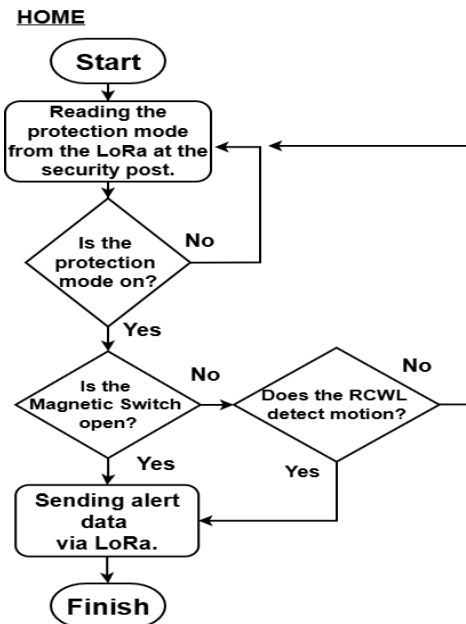 HOME
Start
Reading the
protection mode
from the LoRa at the
security post.
Is the
protection
mode on?
No
Yes
Is the
Magnetic Switch
open?
No
Does the RCWL
detect motion?
No
Yes
Yes
Sending alert
data
via LoRa.
Finish